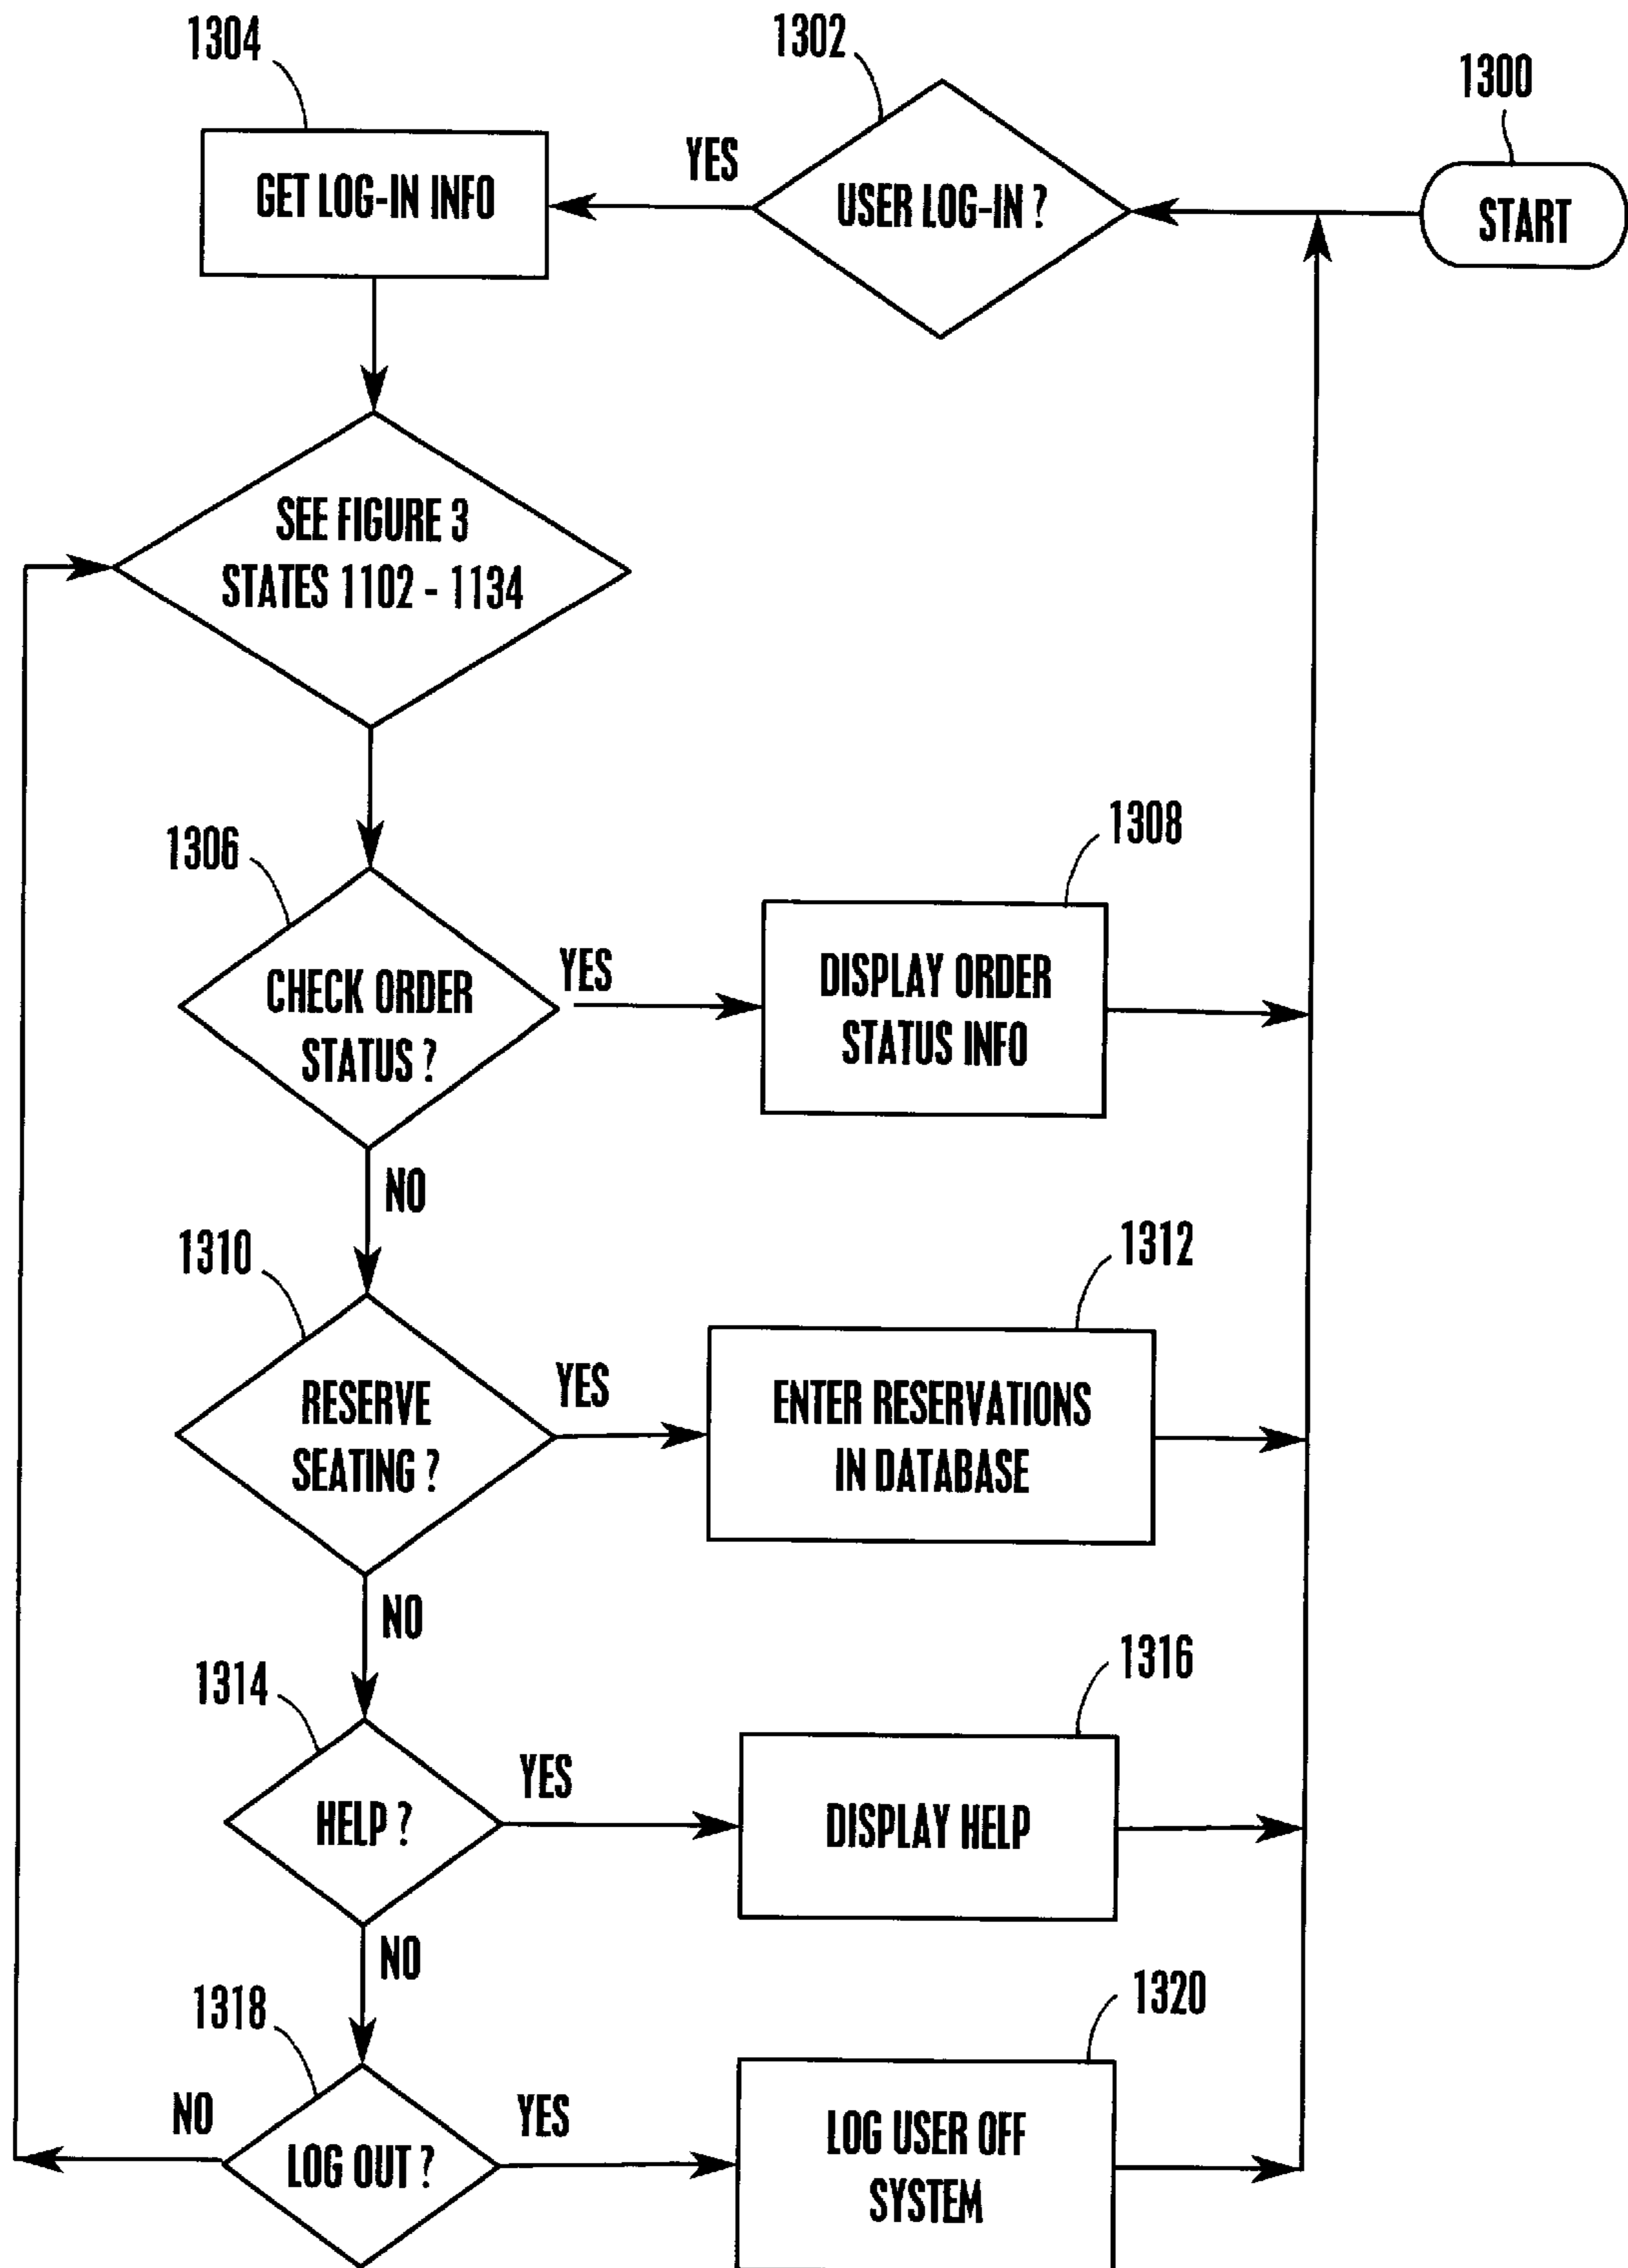 1304
1302
1300
GET LOG-IN INFO
YES
USER LOG-IN ?
START
SEE FIGURE 3
STATES 1102 - 1134
1306
1308
CHECK ORDER
STATUS ?
YES
DISPLAY ORDER
STATUS INFO
NO
1310
1312
RESERVE
SEATING ?
YES
ENTER RESERVATIONS
IN DATABASE
NO
1314
1316
HELP ?
YES
DISPLAY HELP
NO
1318
1320
NO
LOG OUT ?
YES
LOG USER OFF
SYSTEM